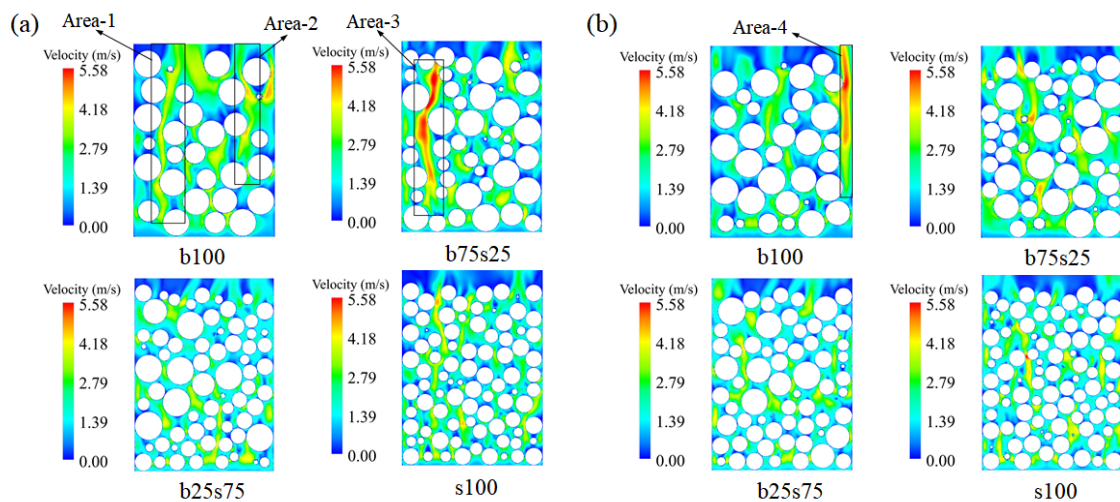 (a)
Area-1
Area-2
Area-3
(b)
Area-4
Velocity (m/s)
5.58
4.18
2.79
1.39
0.00
b100
Velocity (m/s)
5.58
4.18
2.79
1.39
0.00
b75s25
Velocity (m/s)
5.58
4.18
2.79
1.39
0.00
b100
Velocity (m/s)
5.58
4.18
2.79
1.39
0.00
b75s25
Velocity (m/s)
5.58
4.18
2.79
1.39
0.00
b25s75
Velocity (m/s)
5.58
4.18
2.79
1.39
0.00
s100
Velocity (m/s)
5.58
4.18
2.79
1.39
0.00
b25s75
Velocity (m/s)
5.58
4.18
2.79
1.39
0.00
s100